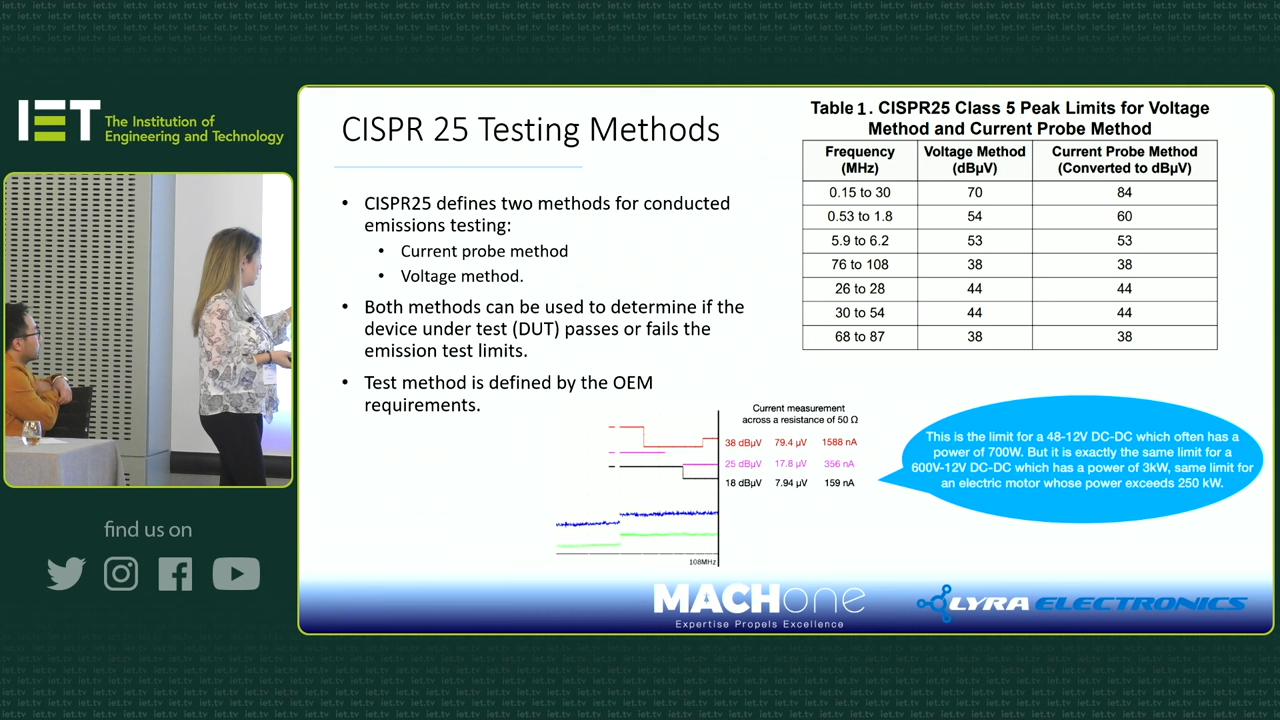 IET The Institution of
Engineering and Technology
find us on
CISPR 25 Testing Methods
• CISPR25 defines two methods for conducted
emissions testing:
• Current probe method
• Voltage method.
• Both methods can be used to determine if the
device under test (DUT) passes or fails the
emission test limits.
• Test method is defined by the OEM
requirements.
Table 1. CISPR25 Class 5 Peak Limits for Voltage
Method and Current Probe Method
Frequency (MHz) Voltage Method (dBµV) Current Probe Method (Converted to dBµV)
0.15 to 30 70 84
0.53 to 1.8 54 60
5.9 to 6.2 53 53
76 to 108 38 38
26 to 28 44 44
30 to 54 44 44
68 to 87 38 38
Current measurement
across a resistance of 50 Ω
38 dBµV 79.4 µV 1588 nA
25 dBµV 17.8 µV 356 nA
18 dBµV 7.94 µV 159 nA
108MHz
This is the limit for a 48-12V DC-DC which often has a
power of 700W. But it is exactly the same limit for a
600V-12V DC-DC which has a power of 3kW, same limit for
an electric motor whose power exceeds 250 kW.
MACHone
Expertise Propels Excellence
LYRA ELECTRONICS